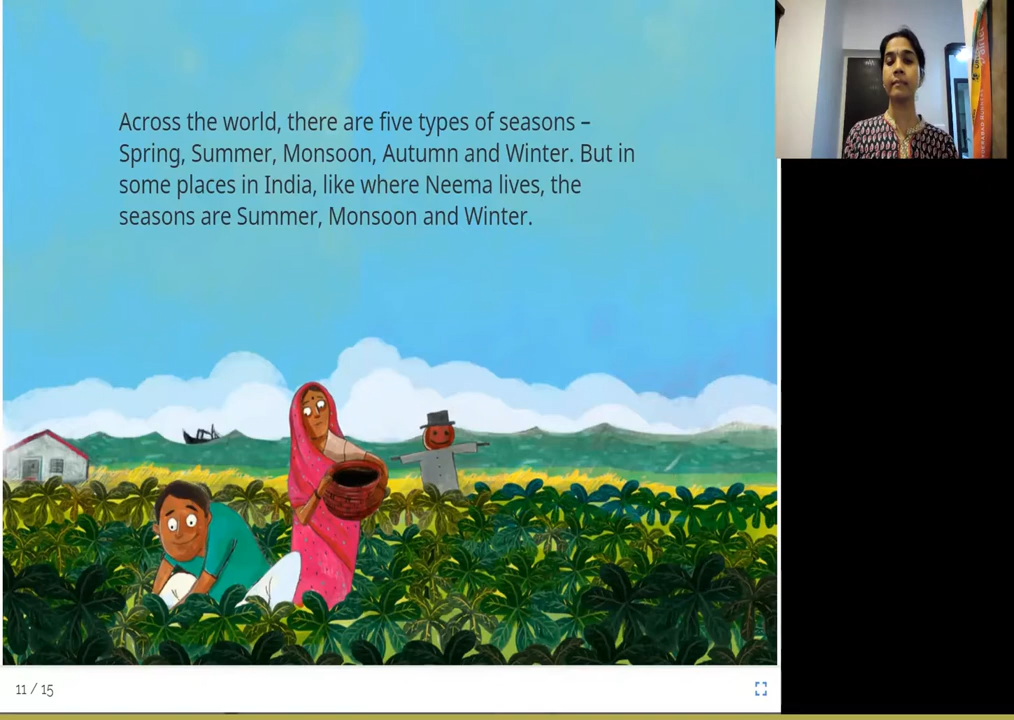 Across the world, there are five types of seasons –
Spring, Summer, Monsoon, Autumn and Winter. But in
some places in India, like where Neema lives, the
seasons are Summer, Monsoon and Winter.
11 / 15